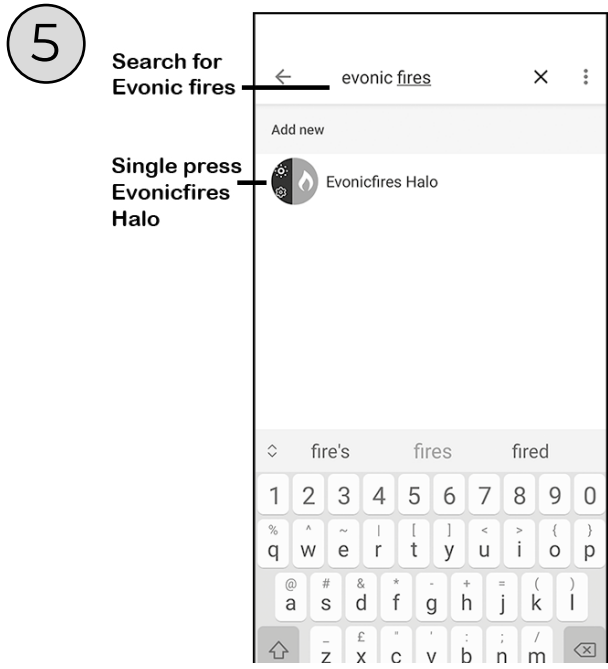 5
Search for
Evonic fires
evonic fires
Add new
Single press
Evonicfires
Halo
Evonicfires Halo
fire's fires fired
1 2 3 4 5 6 7 8 9 0
% ^ ~ | [ ] < > { }
q w e r t y u i o p
@ # & * - + = ( )
a s d f g h j k l
_ £ " ' : ; /
z x c v b n m